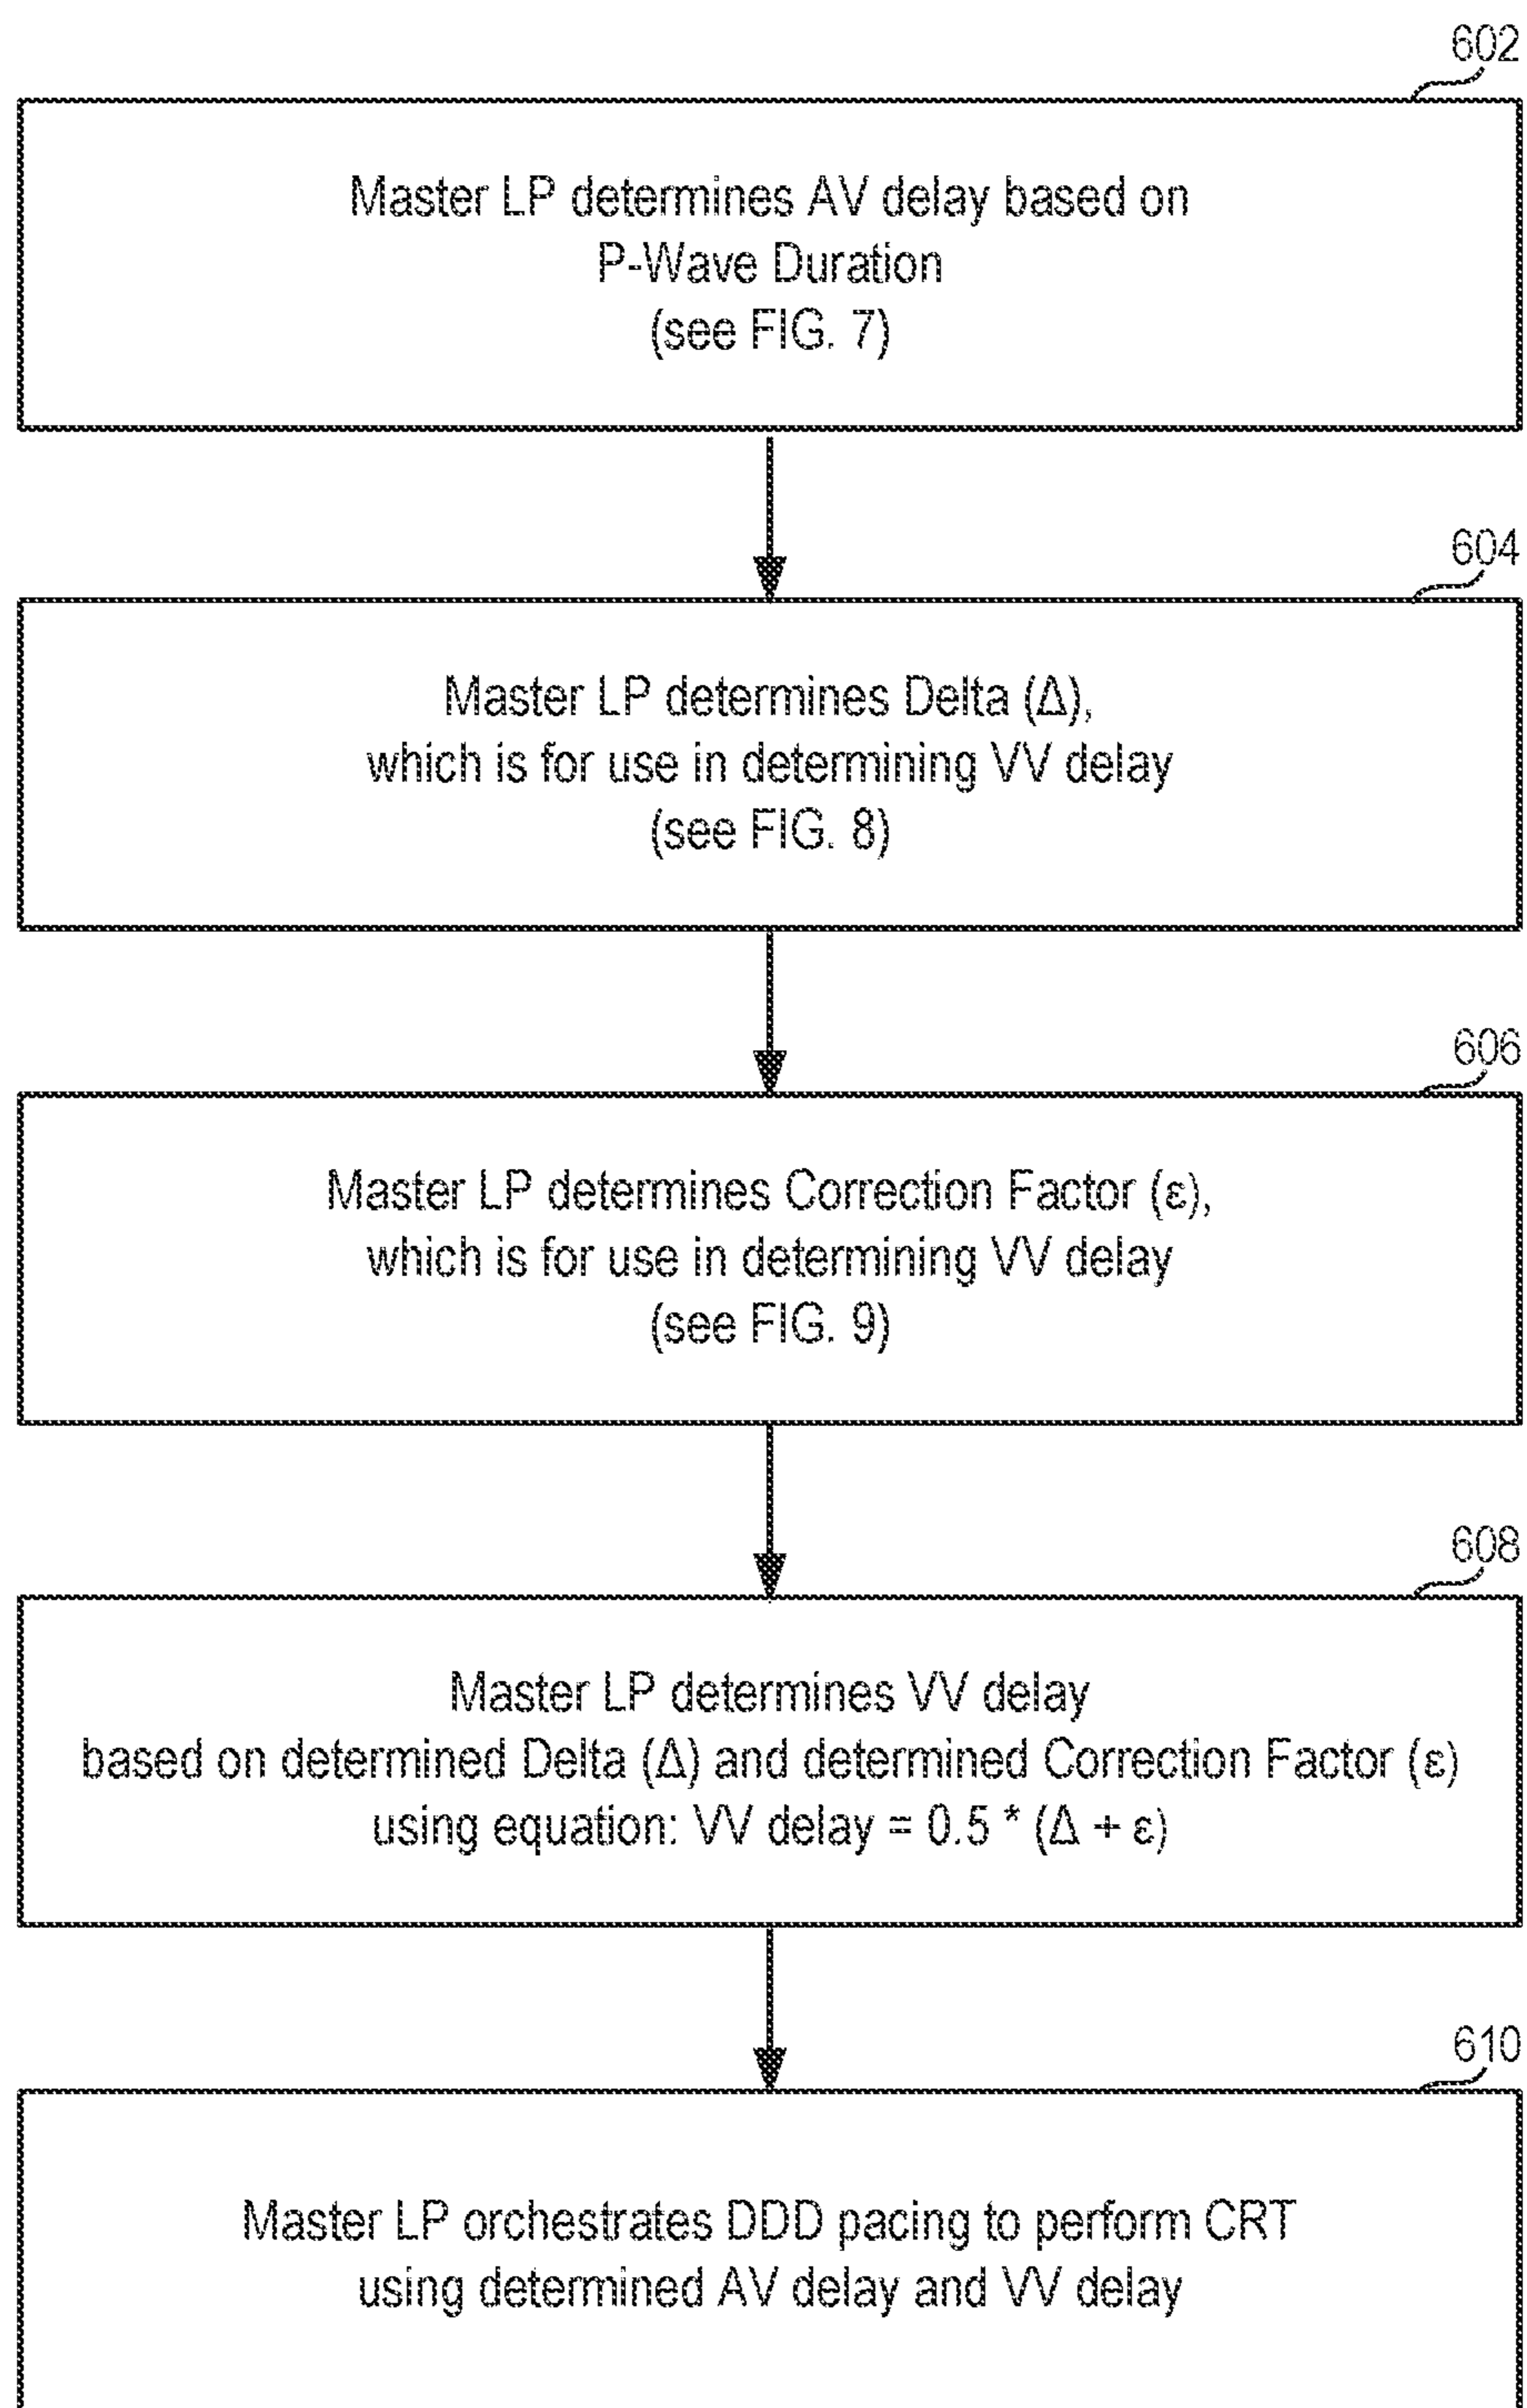 602
Master LP determines AV delay based on
P-Wave Duration
(see FIG. 7)
604
Master LP determines Delta (Δ),
which is for use in determining VV delay
(see FIG. 8)
606
Master LP determines Correction Factor (ε),
which is for use in determining VV delay
(see FIG. 9)
608
Master LP determines VV delay
based on determined Delta (Δ) and determined Correction Factor (ε)
using equation: VV delay = 0.5 * (Δ + ε)
610
Master LP orchestrates DDD pacing to perform CRT
using determined AV delay and VV delay